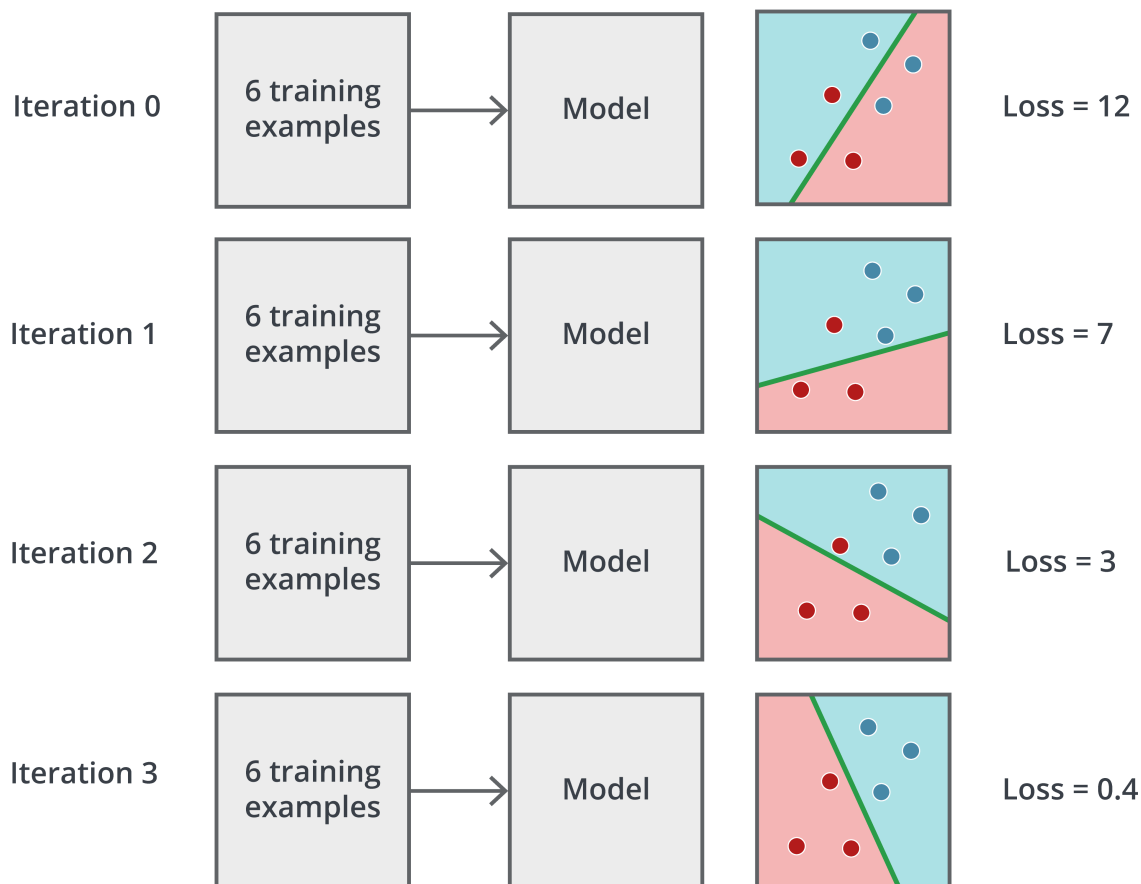 Iteration 0
6 training
examples
Model
Loss = 12
Iteration 1
6 training
examples
Model
Loss = 7
Iteration 2
6 training
examples
Model
Loss = 3
Iteration 3
6 training
examples
Model
Loss = 0.4